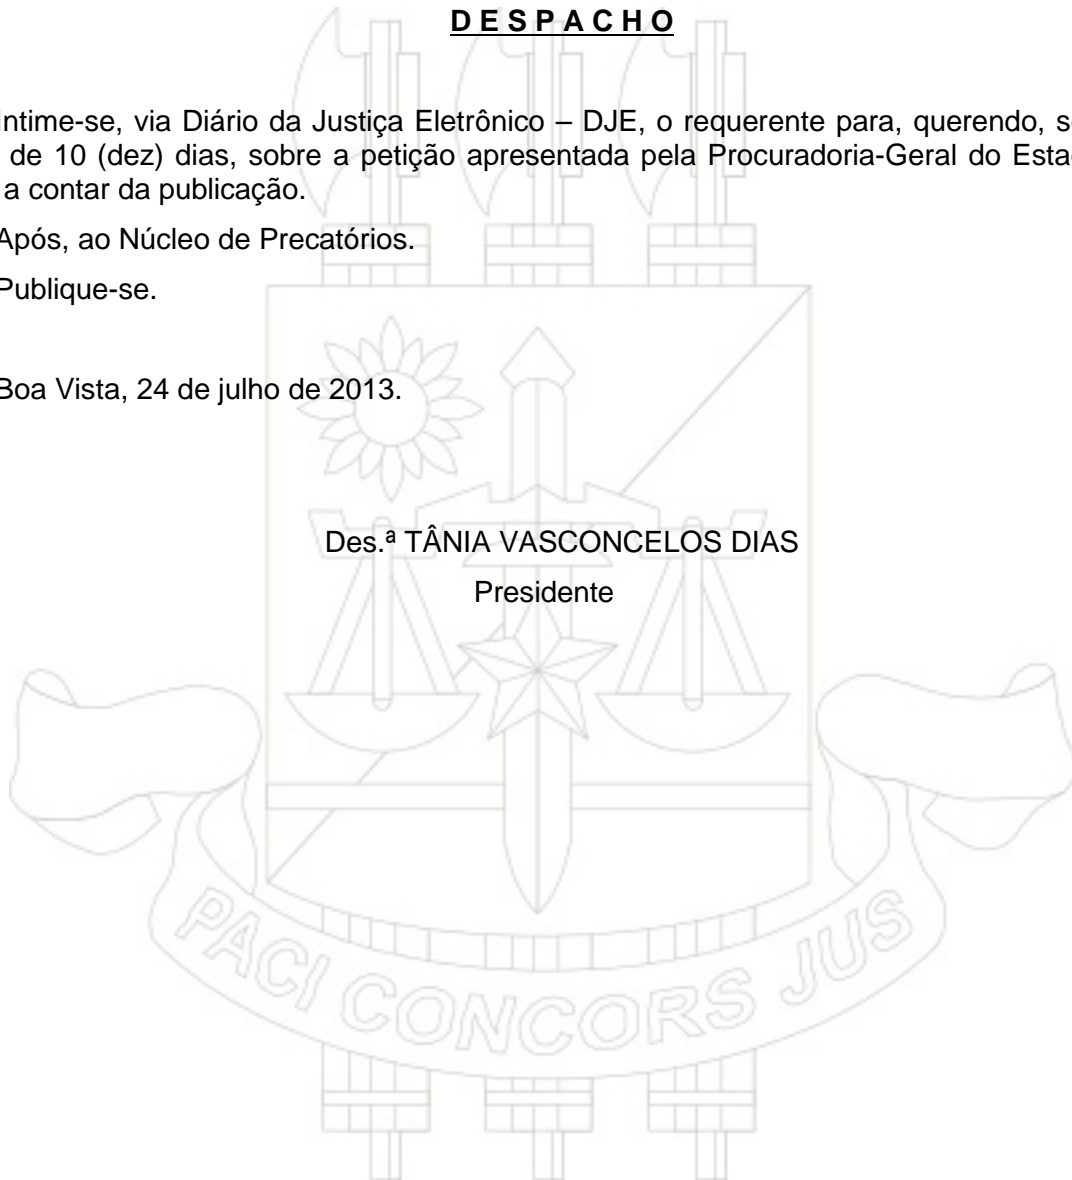 D E S P A C H O
Intime-se, via Diário da Justiça Eletrônico – DJE, o requerente para, querendo,
de 10 (dez) dias, sobre a petição apresentada pela Procuradoria-Geral do
a contar da publicação.
Após, ao Núcleo de Precatórios.
Publique-se.
Boa Vista, 24 de julho de 2013.
Des.ª TÂNIA VASCONCELOS DIAS
Presidente
PACI CONCORS JUS